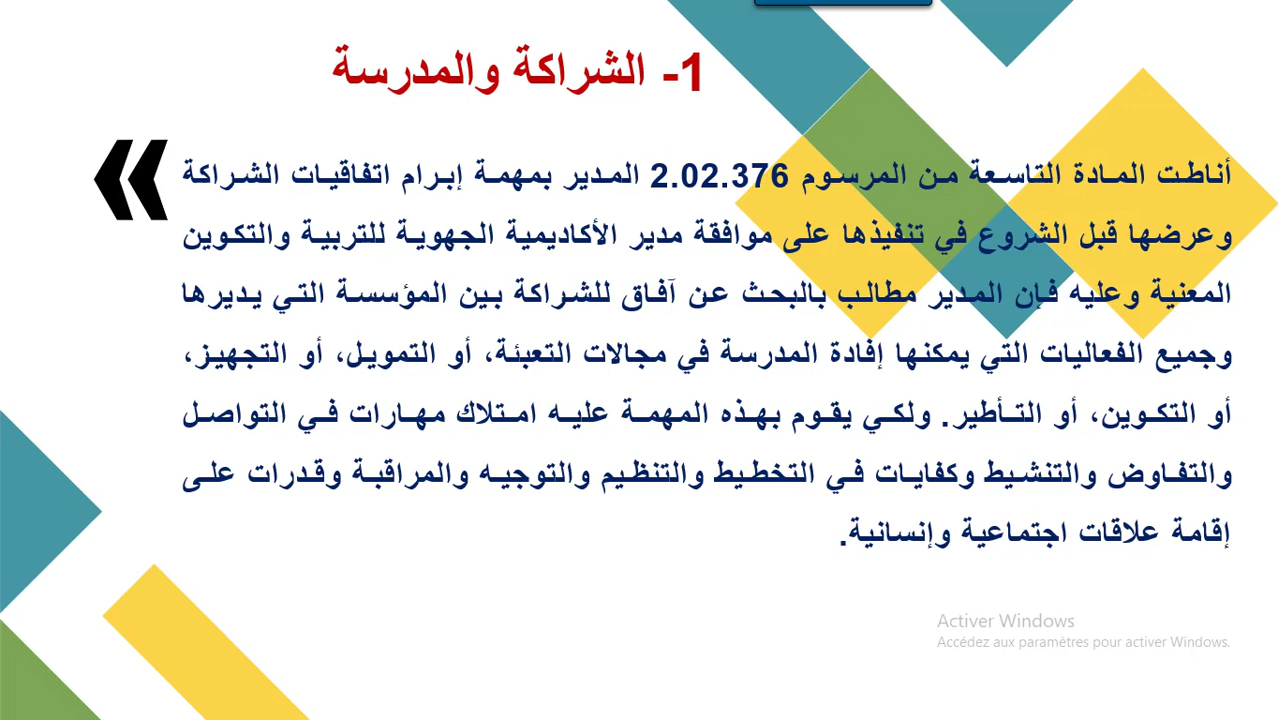 1- الشراكة والمدرسة
أناطت المادة التاسعة من المرسوم 2.02.376 المدير بمهمة إبرام اتفاقيات الشراكة
وعرضها قبل الشروع في تنفيذها على موافقة مدير الأكاديمية الجهوية للتربية والتكوين
المعنية وعليه فإن المدير مطالب بالبحث عن آفاق للشراكة بين المؤسسة التي يديرها
وجميع الفعاليات التي يمكنها إفادة المدرسة في مجالات التعبئة، أو التمويل، أو التجهيز،
أو التكوين، أو التأطير. ولكي يقوم بهذه المهمة عليه امتلاك مهارات في التواصل
والتفاوض والتنشيط وكفايات في التخطيط والتنظيم والتوجيه والمراقبة وقدرات على
إقامة علاقات اجتماعية وإنسانية.
Activer Windows
Accédez aux paramètres pour activer Windows.